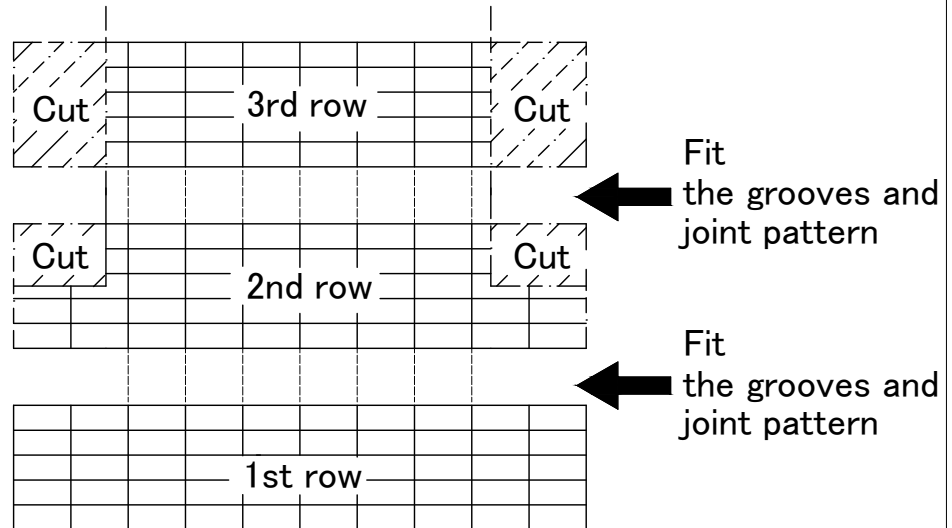 Cut
3rd row
Cut
Fit
the grooves and
joint pattern
Cut
2nd row
Cut
Fit
the grooves and
joint pattern
1st row